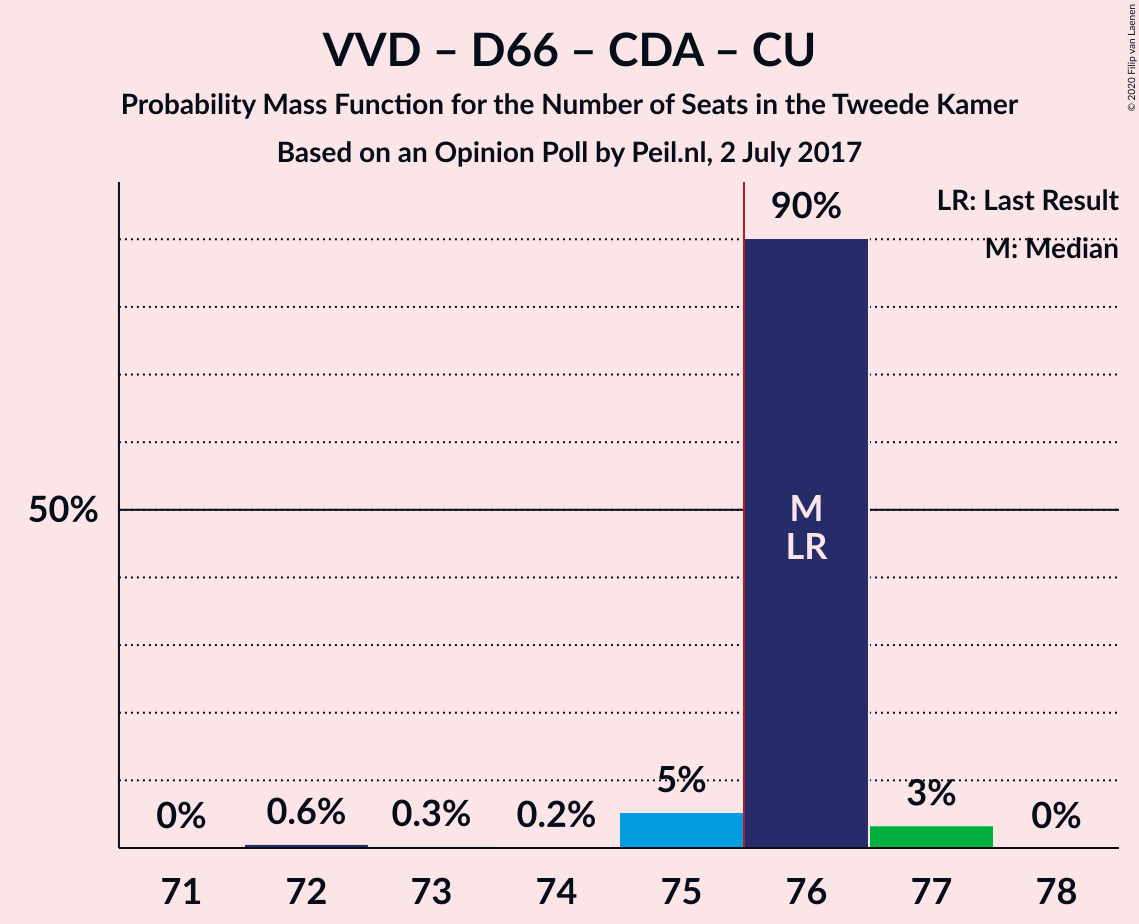 VVD – D66 – CDA – CU
Probability Mass Function for the Number of Seats in the Tweede Kamer
Based on an Opinion Poll by Peil.nl, 2 July 2017
© 2020 Filip van Laenen
LR: Last Result
M: Median
90%
50%
M
LR
0%
0.6%
0.3%
0.2%
5%
3%
0%
71 72 73 74 75 76 77 78